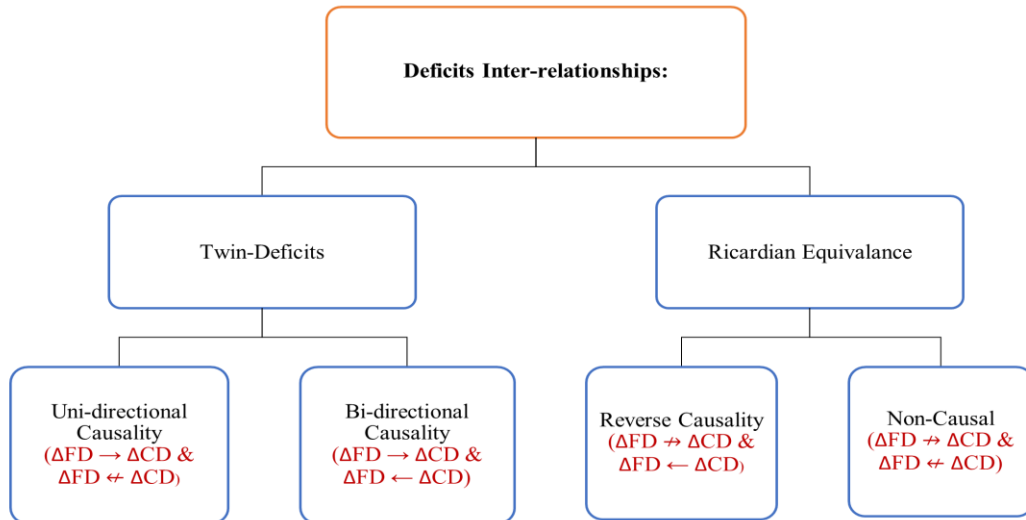 Deficits Inter-relationships:
Twin-Deficits
Ricardian Equivalance
Uni-directional
Causality
(ΔFD → ΔCD &
ΔFD ↚ ΔCD)
Bi-directional
Causality
(ΔFD → ΔCD &
ΔFD ← ΔCD)
Reverse Causality
(ΔFD ↛ ΔCD &
ΔFD ← ΔCD)
Non-Causal
(ΔFD ↛ ΔCD &
ΔFD ↚ ΔCD)